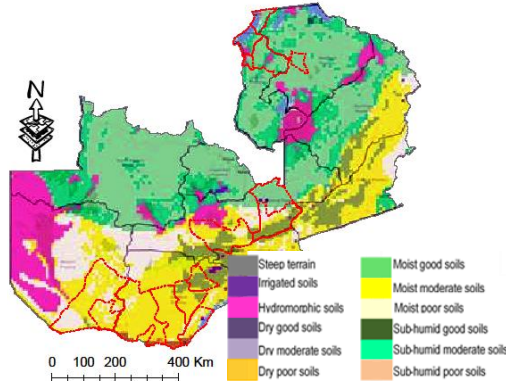 N
Steep terrain
Irrigated soils
Hydromorphic soils
Dry good soils
Dry moderate soils
Dry poor soils
Moist good soils
Moist moderate soils
Moist poor soils
Sub-humid good soils
Sub-humid moderate soils
Sub-humid poor soils
0 100 200 400 Km